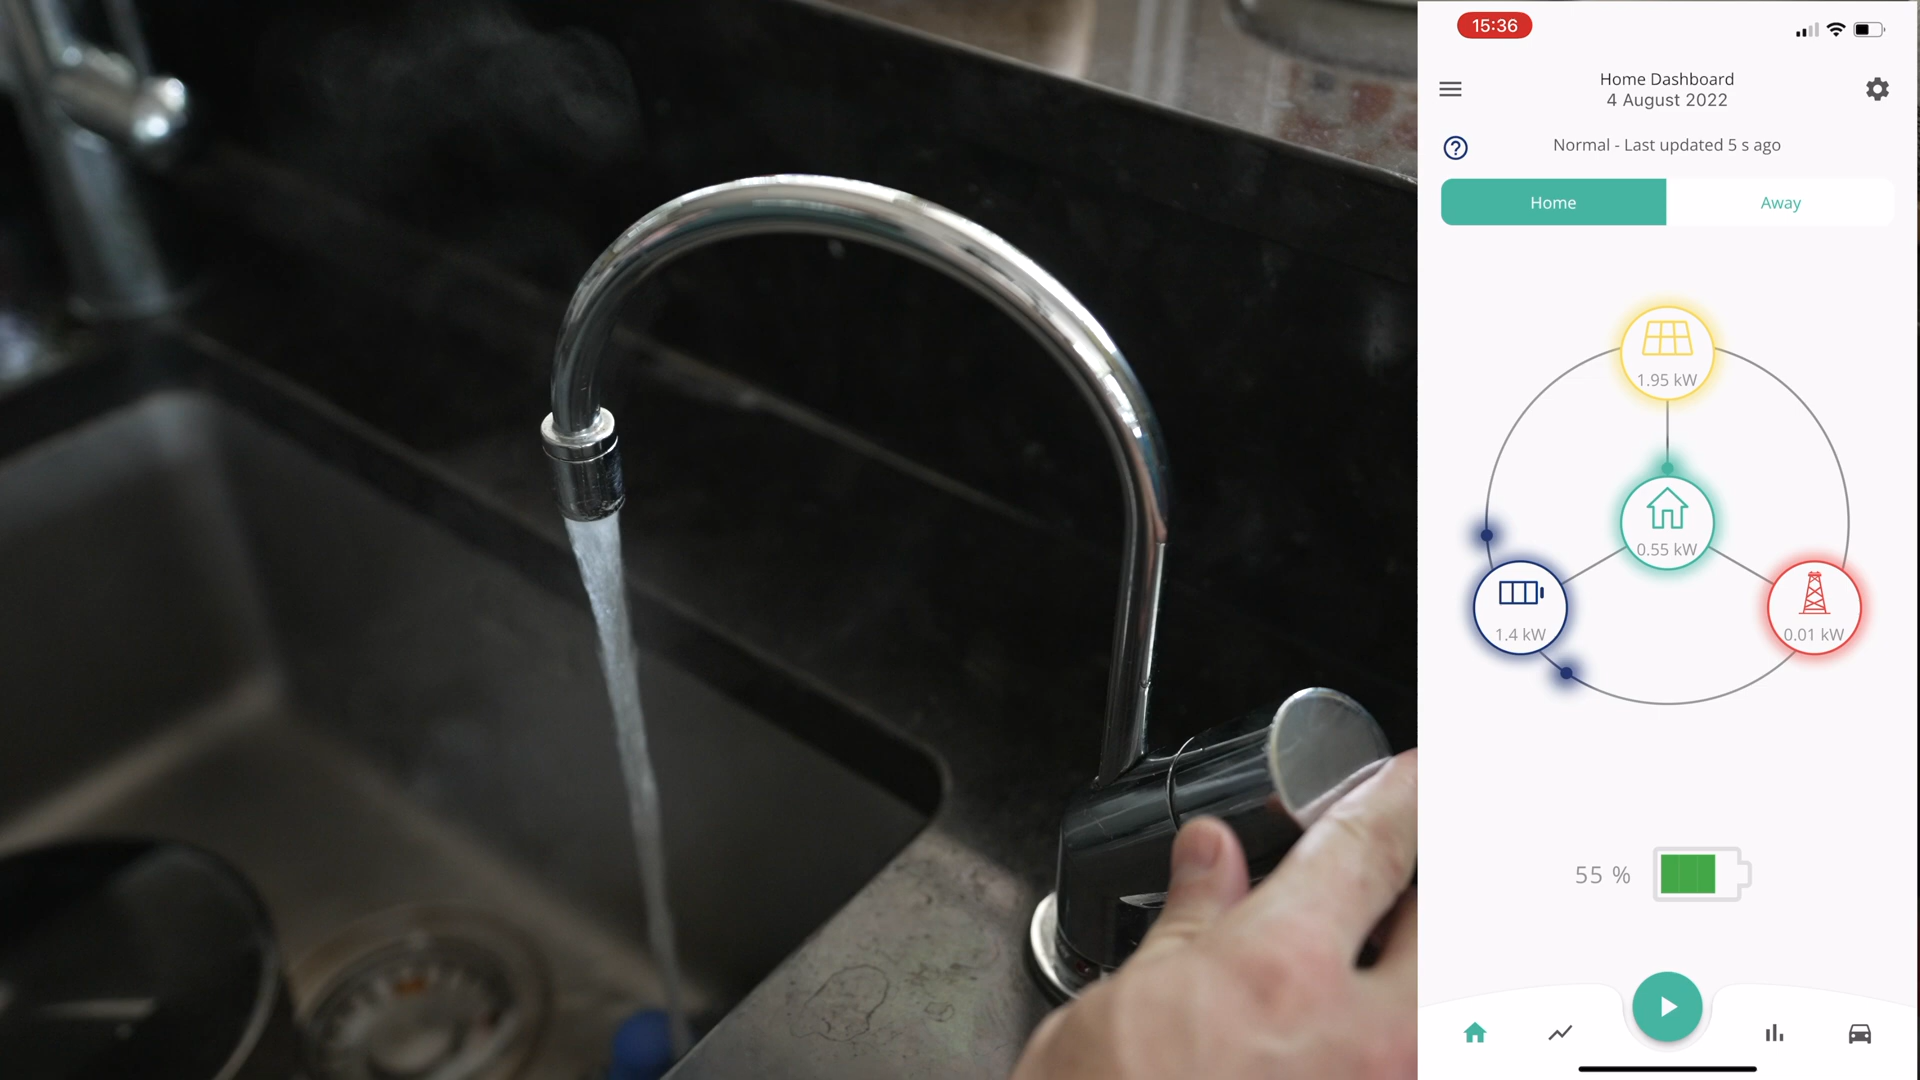 15:36
Home Dashboard
4 August 2022
Normal - Last updated 5 s ago
Home
Away
1.95 kW
0.55 kW
1.4 kW
0.01 kW
55 %